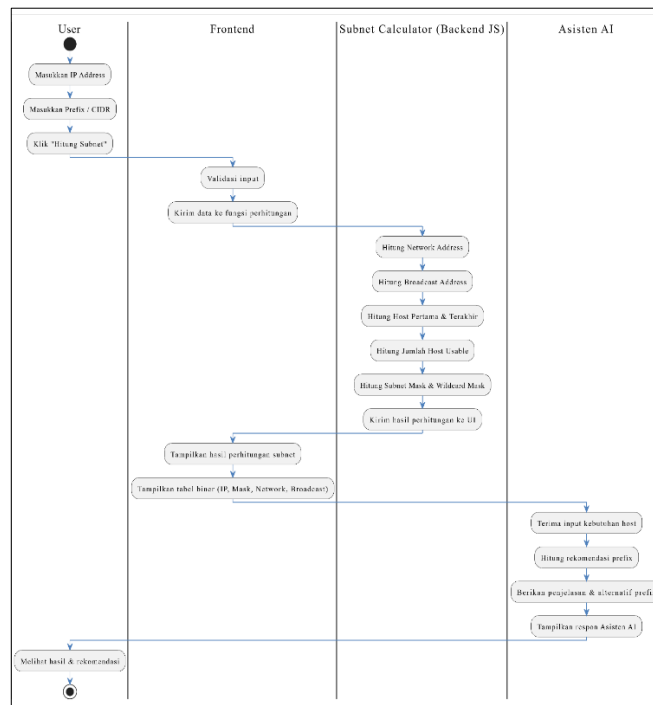 User
Frontend
Subnet Calculator (Backend JS)
Asisten AI
Masukkan IP Address
Masukkan Prefix / CIDR
Klik "Hitung Subnet"
Validasi input
Kirim data ke fungsi perhitungan
Hitung Network Address
Hitung Broadcast Address
Hitung Host Pertama & Terakhir
Hitung Jumlah Host Usable
Hitung Subnet Mask & Wildcard Mask
Kirim hasil perhitungan ke UI
Tampilkan hasil perhitungan subnet
Tampilkan tabel biner (IP, Mask, Network, Broadcast)
Terima input kebutuhan host
Hitung rekomendasi prefix
Berikan penjelasan & alternatif prefix
Tampilkan respon Asisten AI
Melihat hasil & rekomendasi